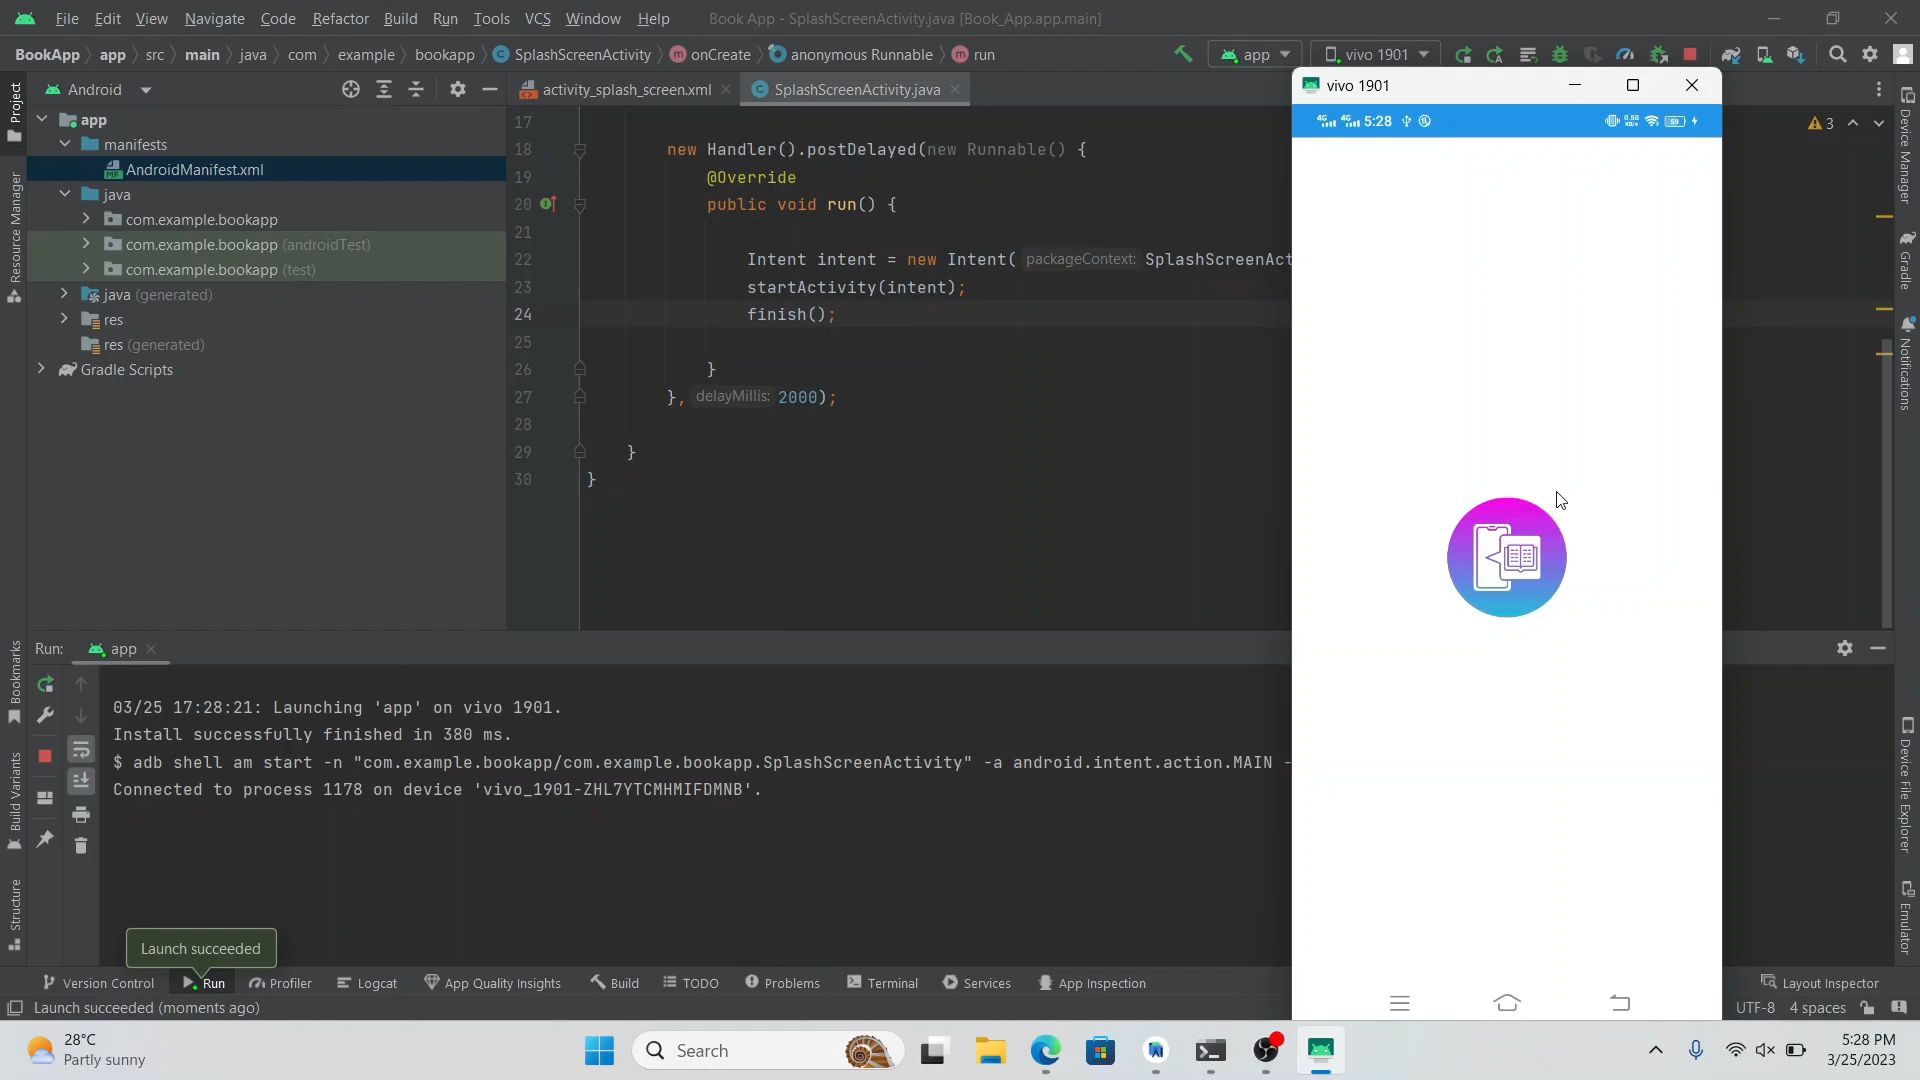 File Edit View Navigate Code Refactor Build Run Tools VCS Window Help Book App - SplashScreenActivity.java [Book_App.app.main]
BookApp app src main java com example bookapp SplashScreenActivity onCreate anonymous Runnable run app vivo 1901
Android
activity_splash_screen.xml SplashScreenActivity.java
vivo 1901
4G 4G 5:28 0.50 KB/s 59
3
Project
Resource Manager
Bookmarks
Build Variants
Structure
app
manifests
AndroidManifest.xml
java
com.example.bookapp
com.example.bookapp (androidTest)
com.example.bookapp (test)
java (generated)
res
res (generated)
Gradle Scripts
17
18 new Handler().postDelayed(new Runnable() {
19 @Override
20 public void run() {
21
22 Intent intent = new Intent( packageContext: SplashScreenAct
23 startActivity(intent);
24 finish();
25
26 }
27 }, delayMillis: 2000);
28
29 }
30 }
Device Manager
Gradle
Notifications
Device File Explorer
Emulator
Run: app
03/25 17:28:21: Launching 'app' on vivo 1901.
Install successfully finished in 380 ms.
$ adb shell am start -n "com.example.bookapp/com.example.bookapp.SplashScreenActivity" -a android.intent.action.MAIN -
Connected to process 1178 on device 'vivo_1901-ZHL7YTCMHMIFDMNB'.
Launch succeeded
Version Control Run Profiler Logcat App Quality Insights Build TODO Problems Terminal Services App Inspection Layout Inspector
Launch succeeded (moments ago) UTF-8 4 spaces
28°C
Partly sunny
Search
5:28 PM
3/25/2023